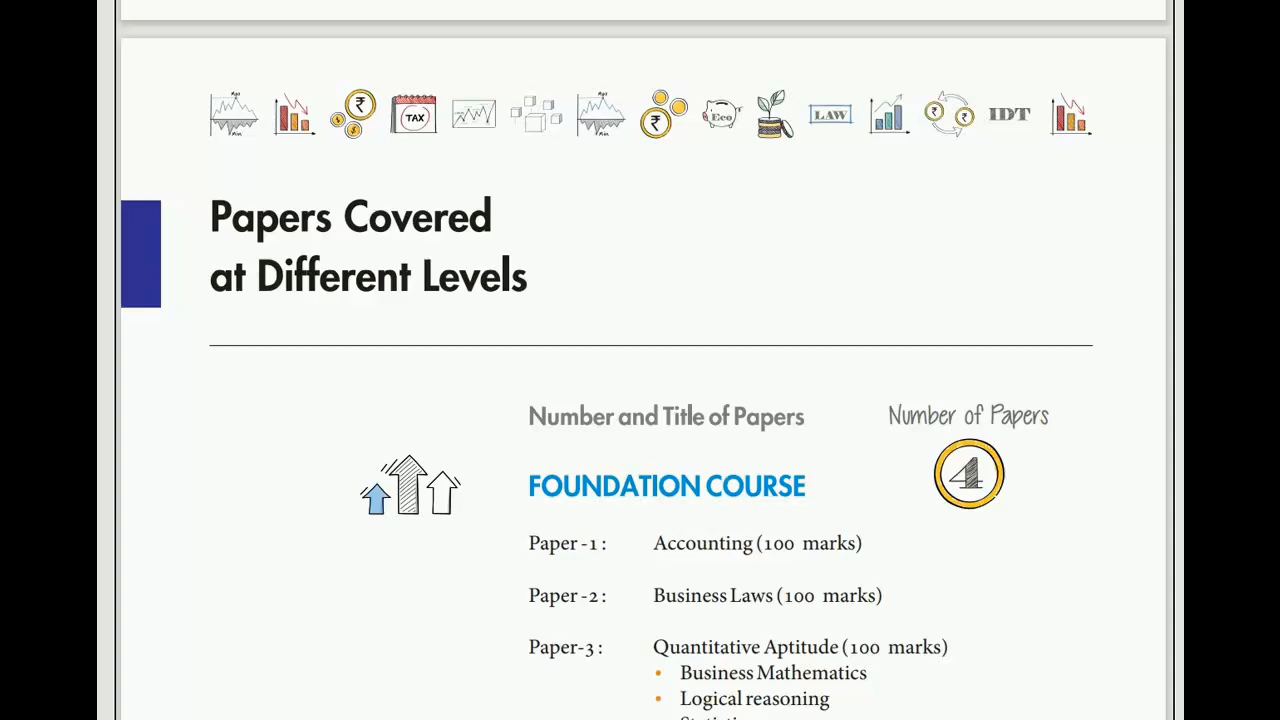 TAX
Eco
LAW
IDT
Papers Covered
at Different Levels
Number and Title of Papers
Number of Papers
FOUNDATION COURSE
4
Paper -1 :
Accounting (100 marks)
Paper -2 :
Business Laws (100 marks)
Paper-3 :
Quantitative Aptitude (100 marks)
• Business Mathematics
• Logical reasoning